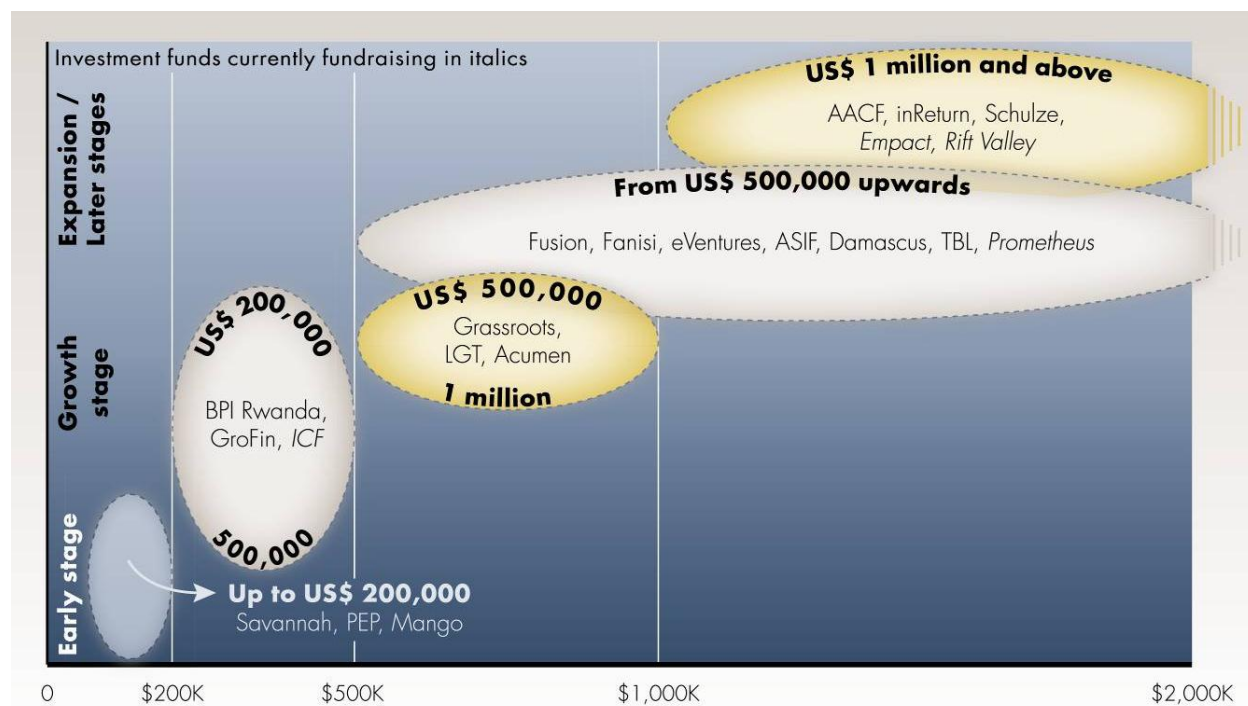 Investment funds currently fundraising in italics
Expansion /
Later stages
Growth
stage
Early stage
US$ 1 million and above
AACF, inReturn, Schulze,
Empact, Rift Valley
From US$ 500,000 upwards
Fusion, Fanisi, eVentures, ASIF, Damascus, TBL, Prometheus
US$ 500,000
Grassroots,
LGT, Acumen
1 million
US$ 200,000
BPI Rwanda,
GroFin, ICF
500,000
Up to US$ 200,000
Savannah, PEP, Mango
0 $200K $500K $1,000K $2,000K